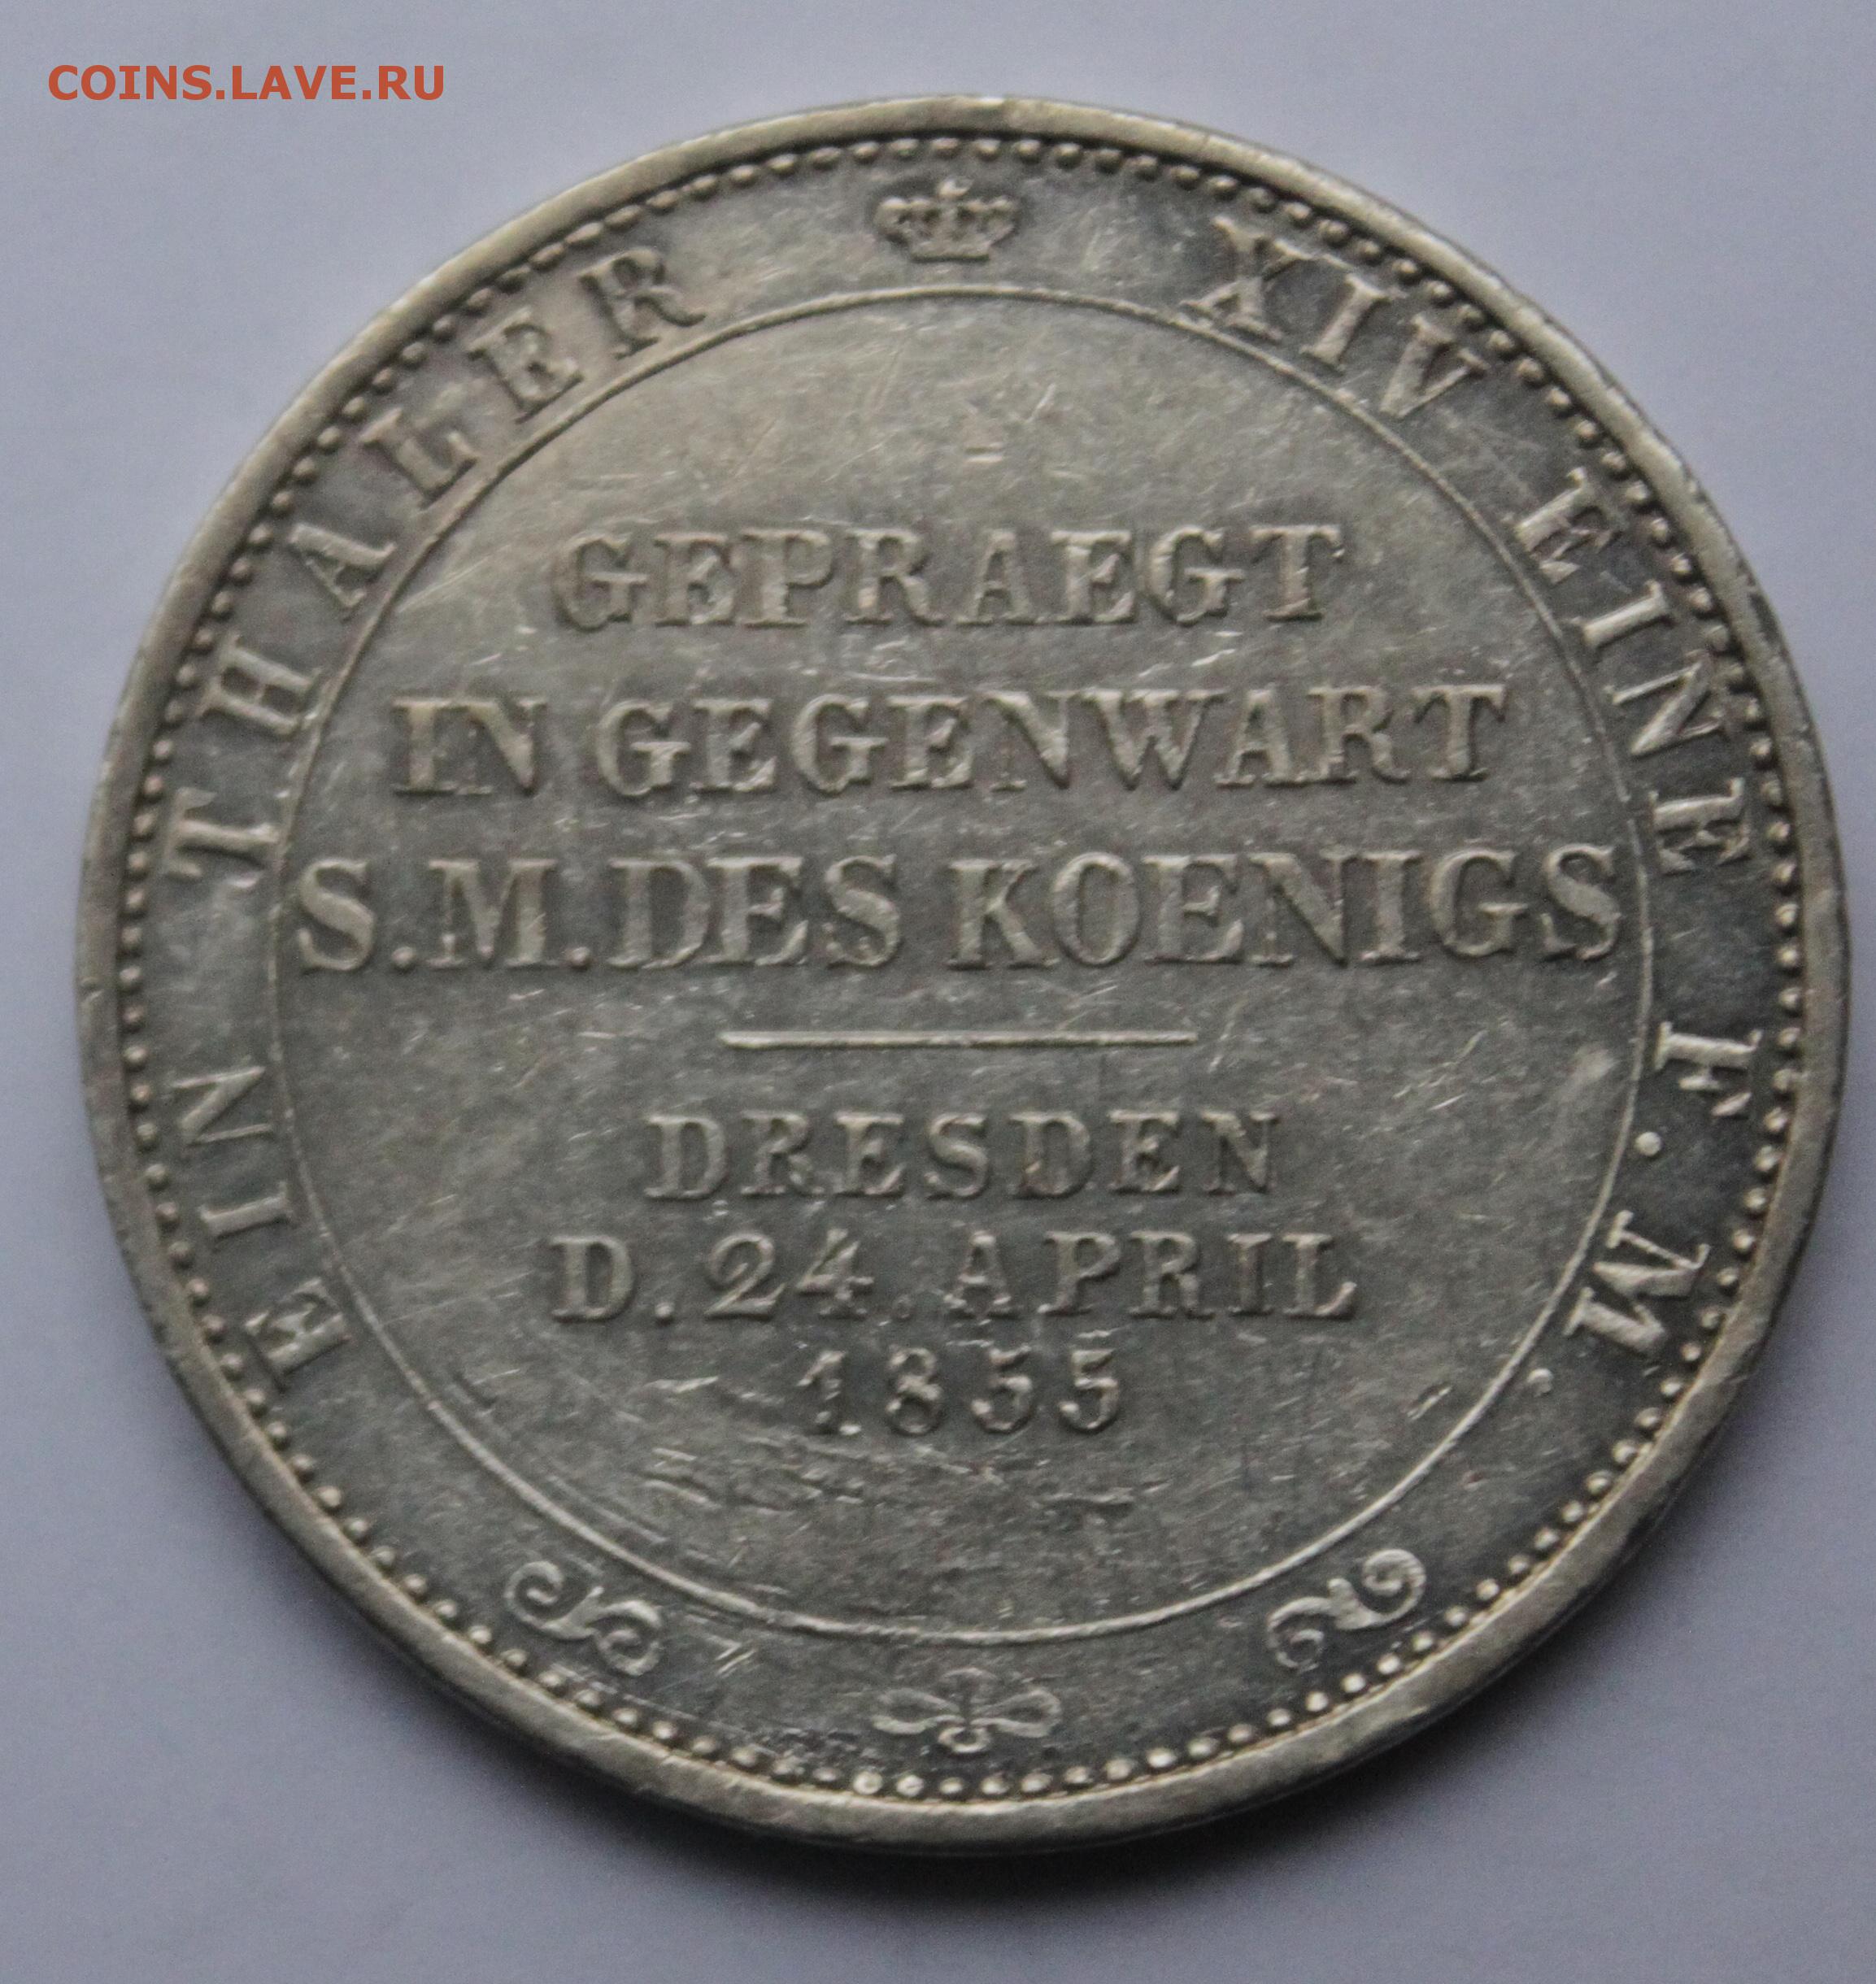 COINS.LAVE.RU
EIN THALER XIV EINE F. M.
GEPRAEGT
IN GEGENWART
S.M.DES KOENIGS
DRESDEN
D. 24. APRIL
1855